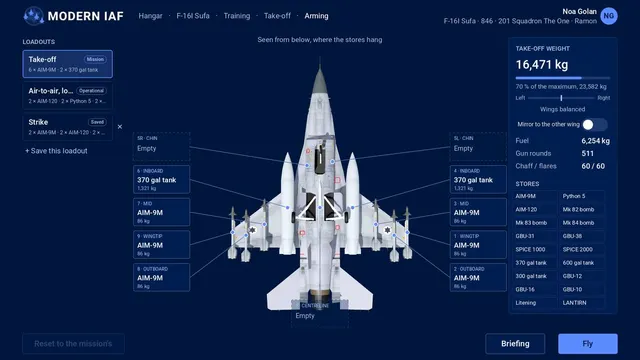 MODERN IAF
Hangar · F-16I Sufa · Training · Take-off · Arming
Noa Golan
F-16I Sufa · 846 · 201 Squadron The One · Ramon
NG
LOADOUTS
Take-off
Mission
6 × AIM-9M · 2 × 370 gal tank
Air-to-air, lo...
Operational
2 × AIM-120 · 2 × Python 5 · 2 ×...
Strike
Saved
2 × AIM-9M · 2 × AIM-120 · 2 ×...
×
+ Save this loadout
Seen from below, where the stores hang
5R · CHIN
Empty
6 · INBOARD
370 gal tank
1,321 kg
7 · MID
AIM-9M
86 kg
9 · WINGTIP
AIM-9M
86 kg
8 · OUTBOARD
AIM-9M
86 kg
5L · CHIN
Empty
4 · INBOARD
370 gal tank
1,321 kg
3 · MID
AIM-9M
86 kg
1 · WINGTIP
AIM-9M
86 kg
2 · OUTBOARD
AIM-9M
86 kg
CENTRELINE
Empty
TAKE-OFF WEIGHT
16,471 kg
70 % of the maximum, 23,582 kg
Left
Right
Wings balanced
Mirror to the other wing
Fuel 6,254 kg
Gun rounds 511
Chaff / flares 60 / 60
STORES
AIM-9M Python 5
AIM-120 Mk 82 bomb
Mk 83 bomb Mk 84 bomb
GBU-31 GBU-38
SPICE 1000 SPICE 2000
370 gal tank 600 gal tank
300 gal tank GBU-12
GBU-16 GBU-10
Litening LANTIRN
Reset to the mission's
Briefing
Fly